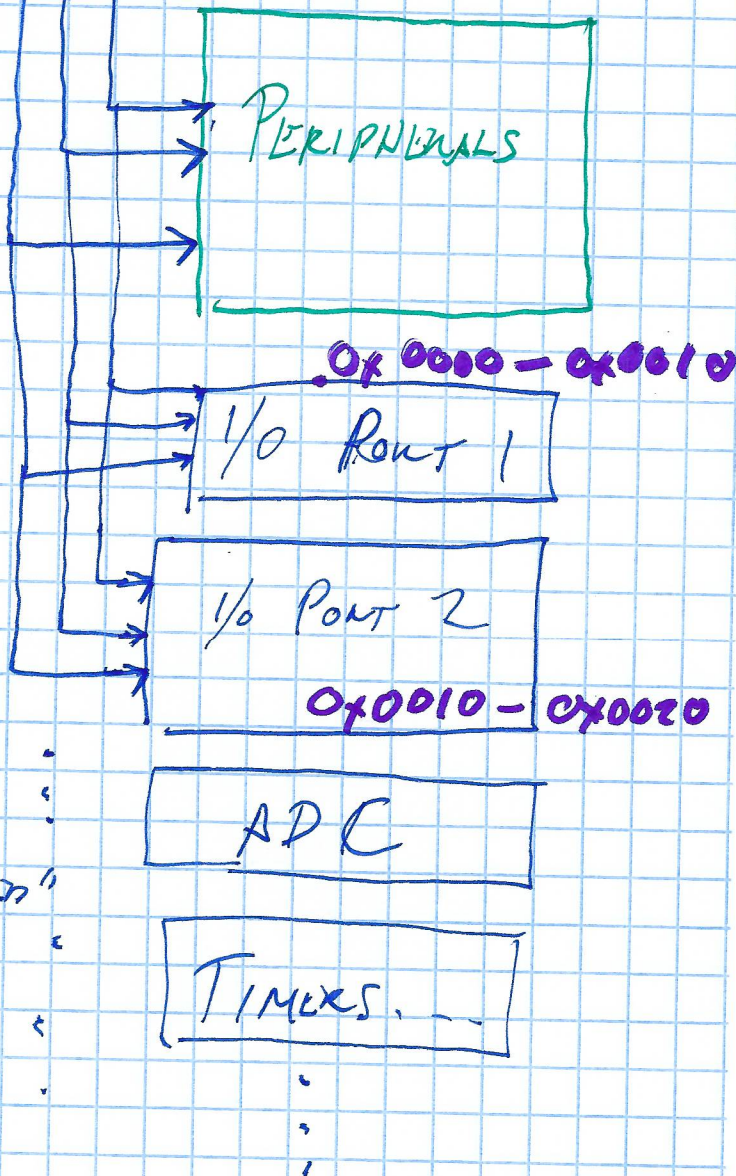 PERIPHERALS
0x0000 - 0x0010
I/O PORT 1
I/O PORT 2
0x0010 - 0x0020
ADC
TIMERS...